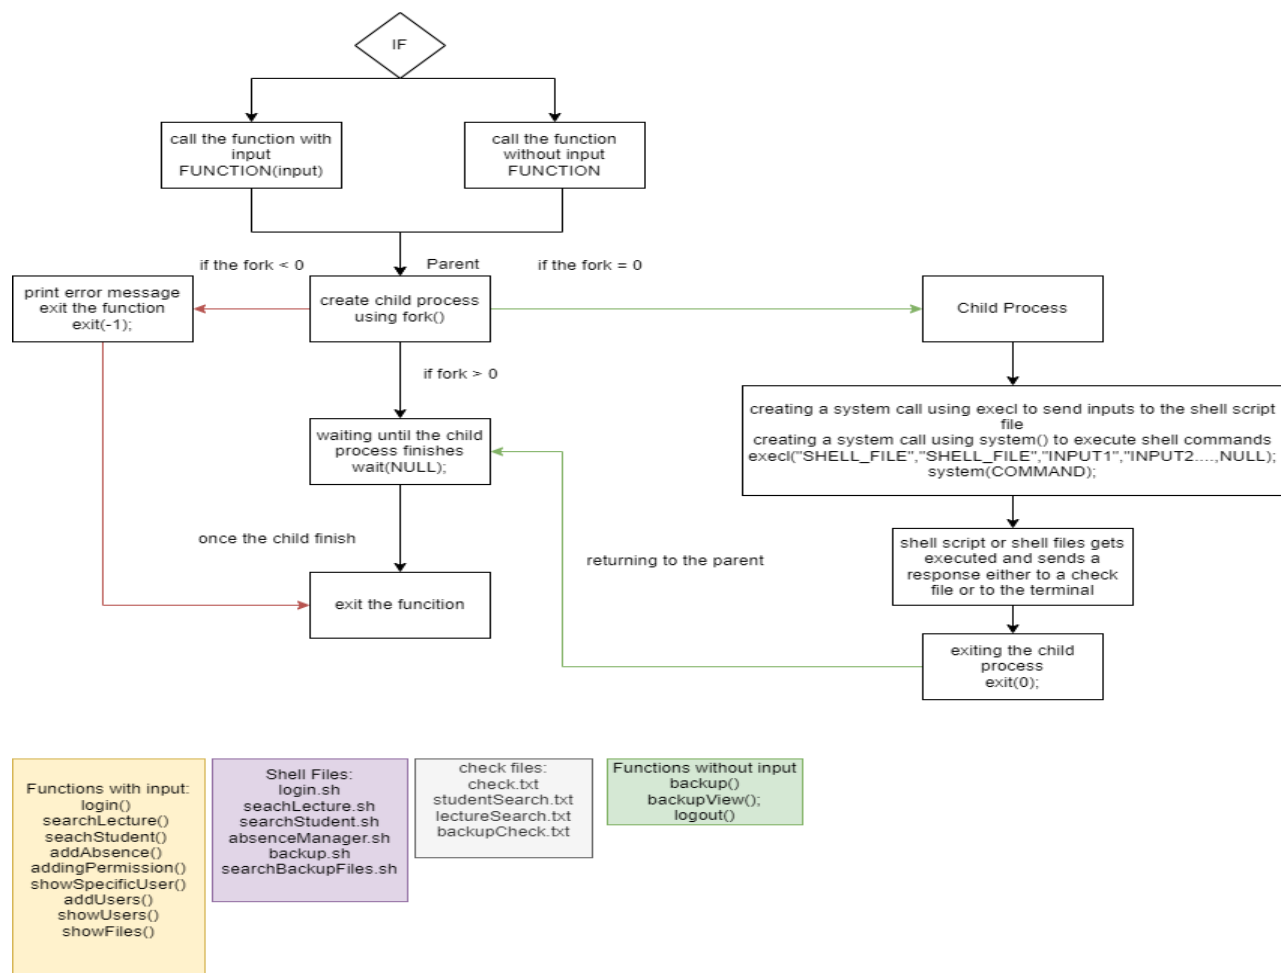 IF
call the function with
input
FUNCTION(input)
call the function
without input
FUNCTION
if the fork < 0
Parent
if the fork = 0
print error message
exit the function
exit(-1);
create child process
using fork()
Child Process
if fork > 0
creating a system call using execl to send inputs to the shell script
file
creating a system call using system() to execute shell commands
execl("SHELL_FILE","SHELL_FILE","INPUT1","INPUT2....,NULL);
system(COMMAND);
waiting until the child
process finishes
wait(NULL);
once the child finish
returning to the parent
shell script or shell files gets
executed and sends a
response either to a check
file or to the terminal
exit the funcition
exiting the child
process
exit(0);
Functions with input:
login()
searchLecture()
seachStudent()
addAbsence()
addingPermission()
showSpecificUser()
addUsers()
showUsers()
showFiles()
Shell Files:
login.sh
seachLecture.sh
searchStudent.sh
absenceManager.sh
backup.sh
searchBackupFiles.sh
check files:
check.txt
studentSearch.txt
lectureSearch.txt
backupCheck.txt
Functions without input
backup()
backupView();
logout()